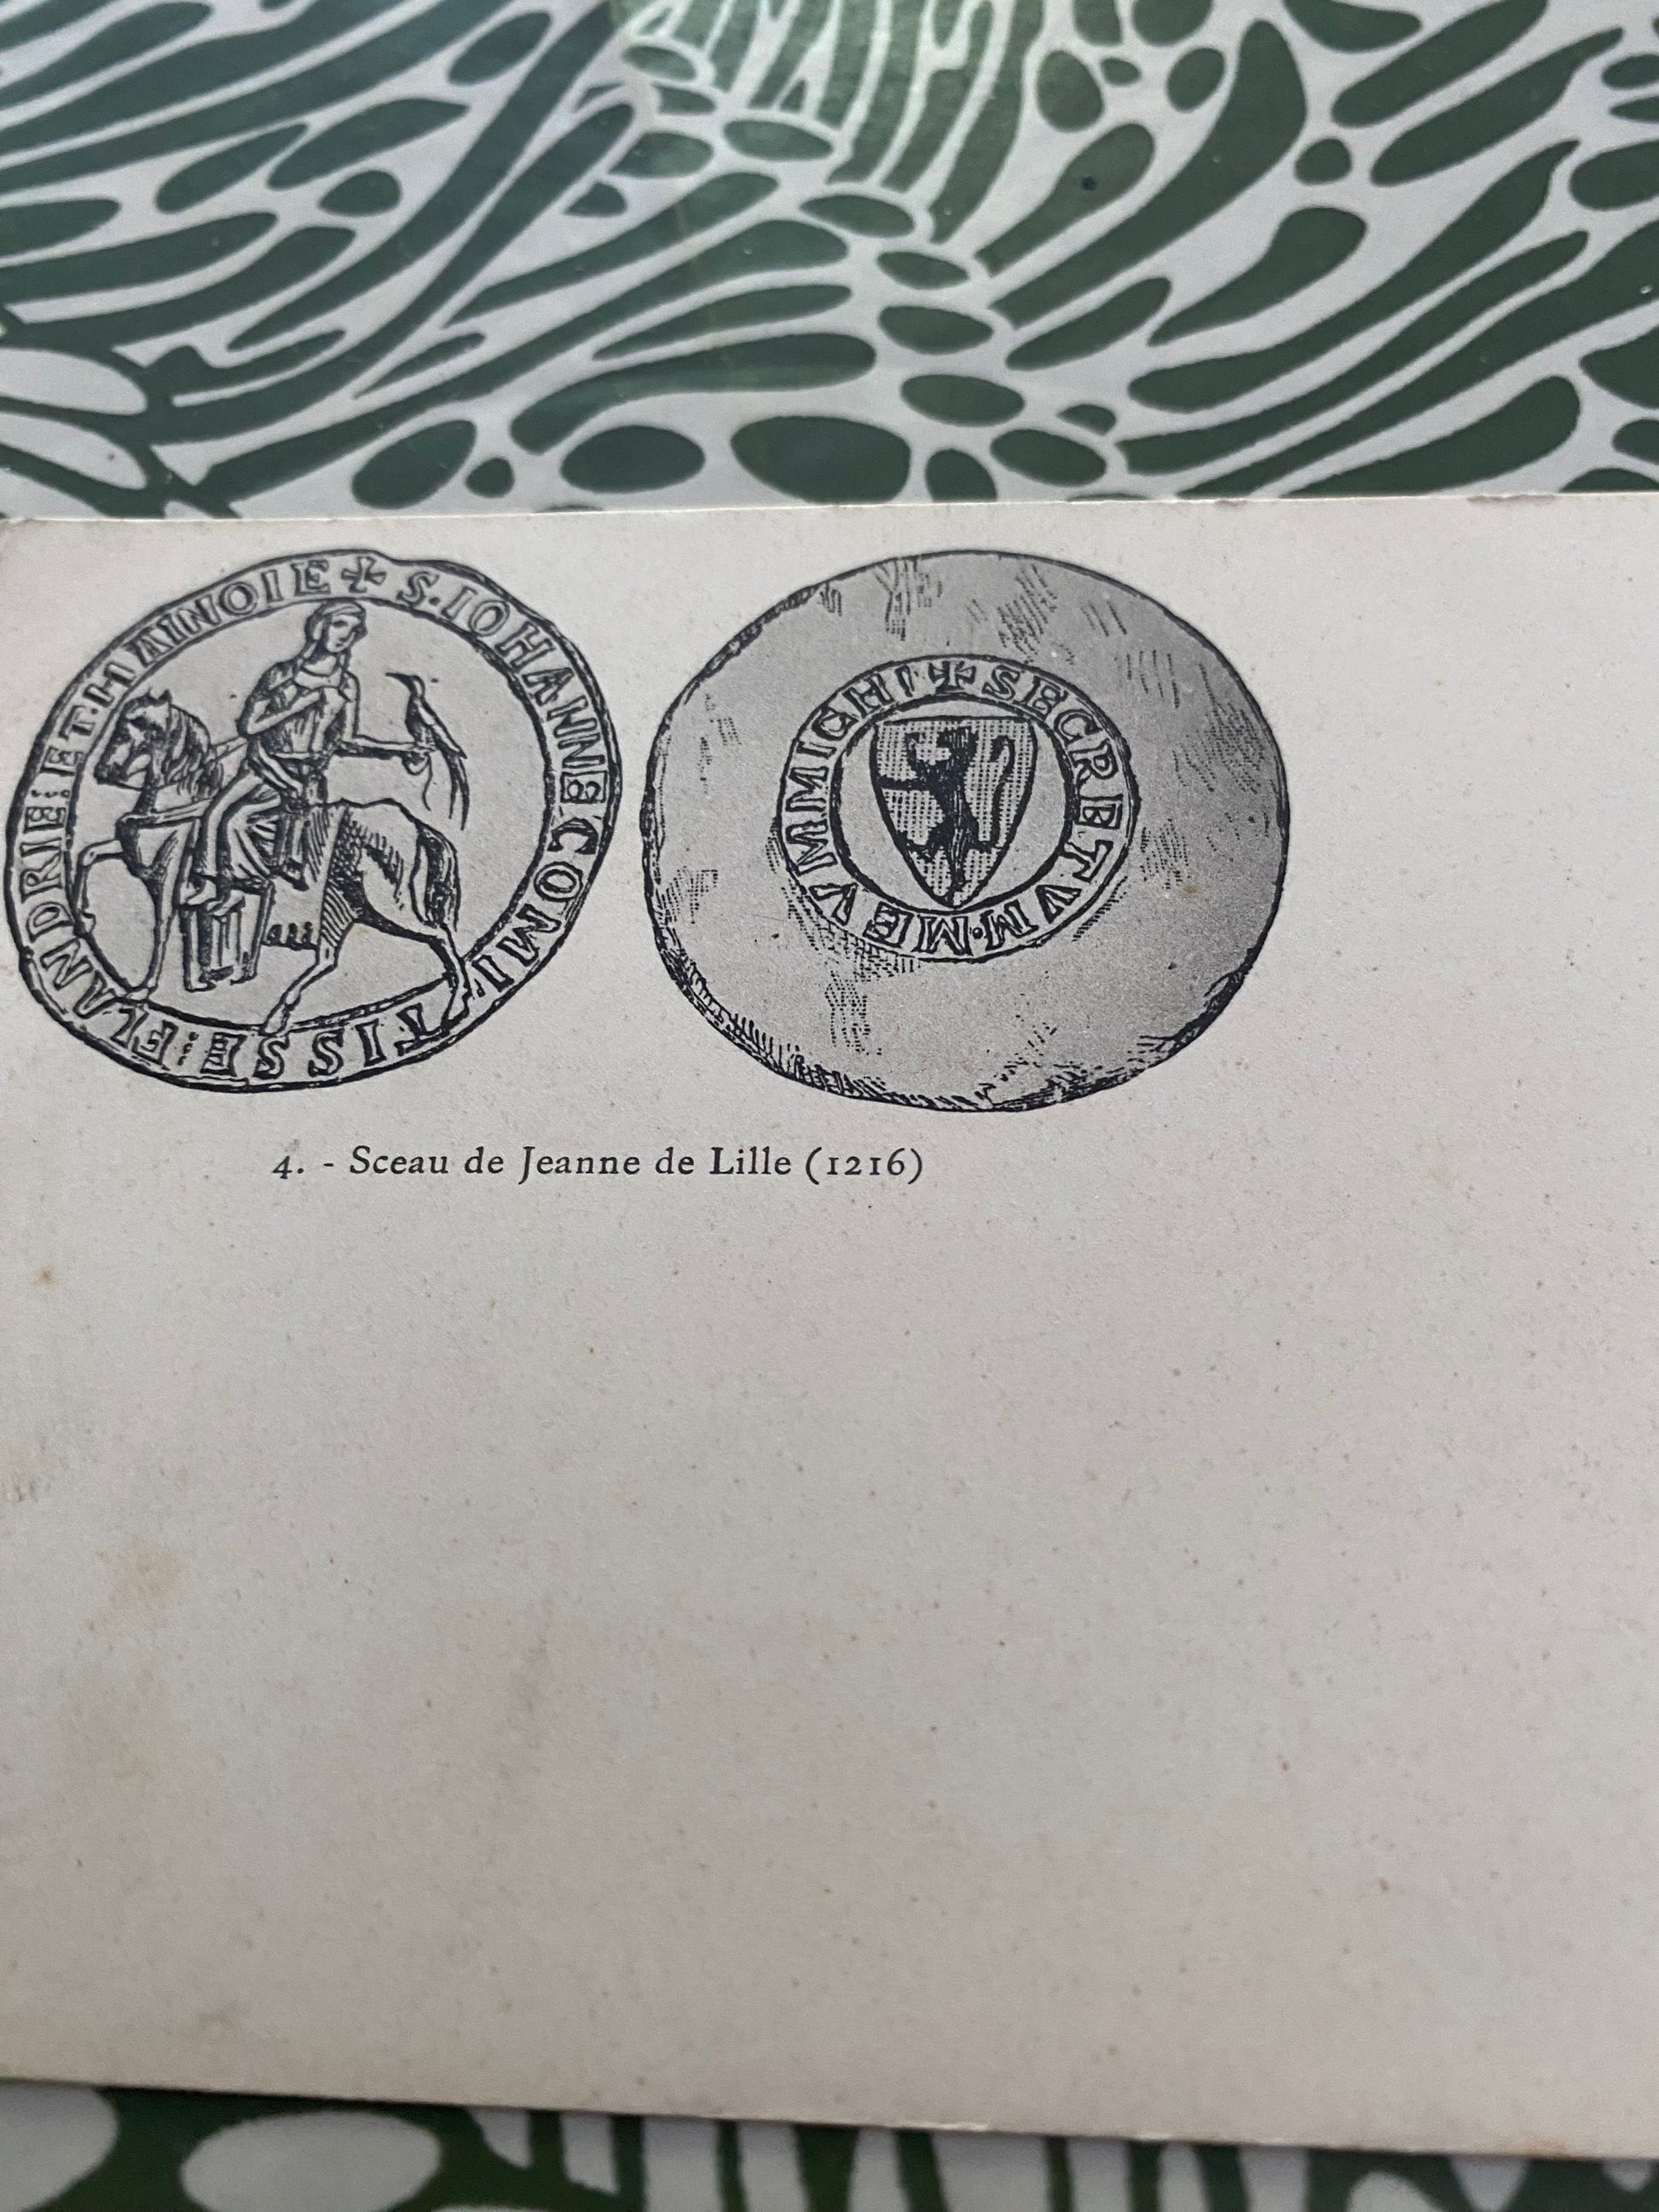 ✠ S. IOHANNE COMITISSE : FLANDRIE : ET : HAINOIE
✠ SECRETVM · MEVM MICHI
4. - Sceau de Jeanne de Lille (1216)